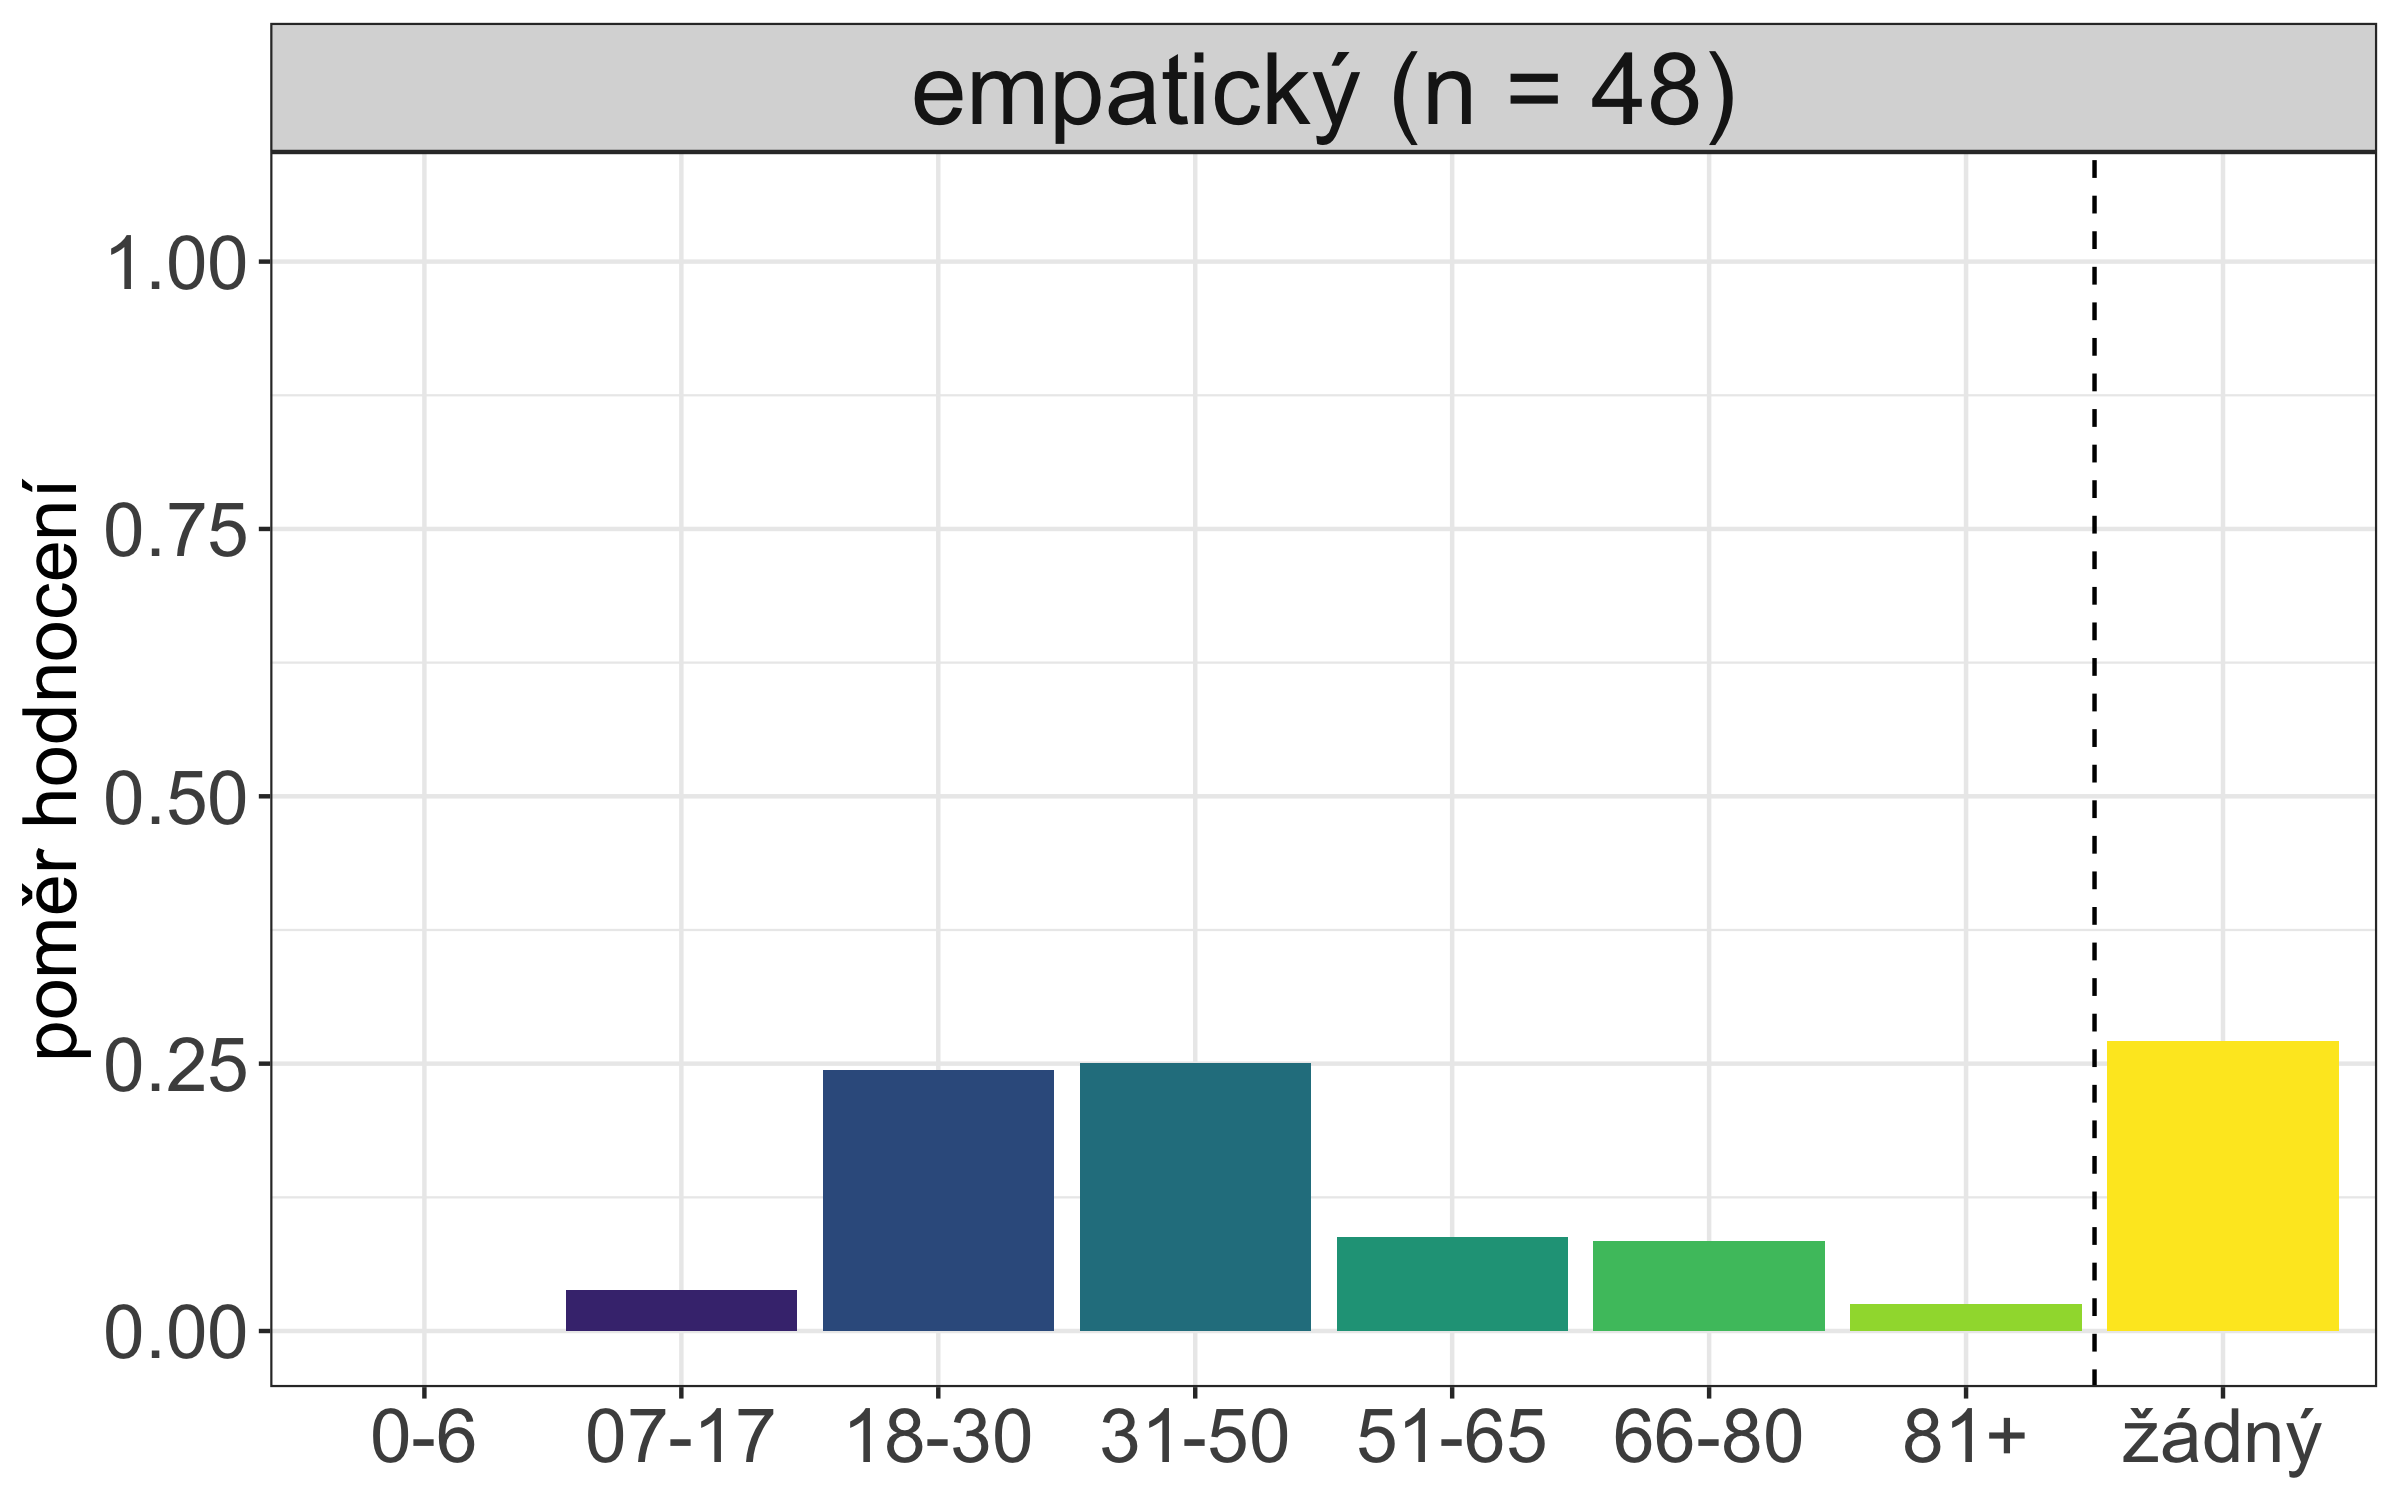 empatický (n = 48)
poměr hodnocení
1.00
0.75
0.50
0.25
0.00
0-6 07-17 18-30 31-50 51-65 66-80 81+ žádný